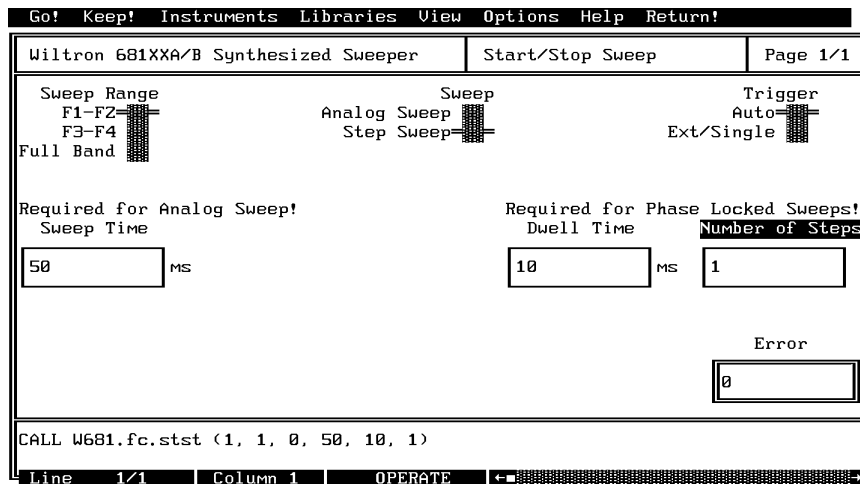 Go! Keep! Instruments Libraries View Options Help Return!
Wiltron 681XXA/B Synthesized Sweeper
Start/Stop Sweep
Page 1/1
Sweep Range
F1-F2
F3-F4
Full Band
Sweep
Analog Sweep
Step Sweep
Trigger
Auto
Ext/Single
Required for Analog Sweep!
Sweep Time
50 ms
Required for Phase Locked Sweeps!
Dwell Time
10 ms
Number of Steps
1
Error
0
CALL W681.fc.stst (1, 1, 0, 50, 10, 1)
Line 1/1 Column 1 OPERATE